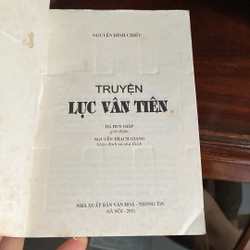 NGUYỄN ĐÌNH CHIỂU
TRUYỆN
LỤC VÂN TIÊN
HÀ HUY GIÁP
giới thiệu
NGUYỄN THẠCH GIANG
khảo đính và chú thích
NHÀ XUẤT BẢN VĂN HOÁ - THÔNG TIN
HÀ NỘI - 2001